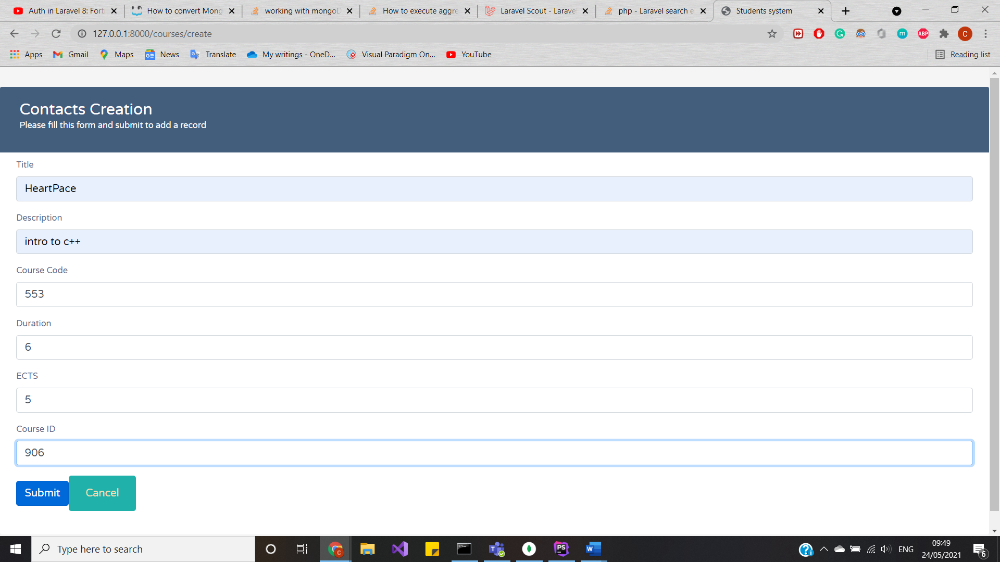 Auth in Laravel 8: Forti
How to convert Mong
working with mongoD
How to execute aggre
Laravel Scout - Larave
php - Laravel search e
Students system
127.0.0.1:8000/courses/create
ABP
C
Apps
Gmail
Maps
News
Translate
My writings - OneD...
Visual Paradigm On...
YouTube
Reading list
Contacts Creation
Please fill this form and submit to add a record
Title
HeartPace
Description
intro to c++
Course Code
553
Duration
6
ECTS
5
Course ID
906
Submit
Cancel
Type here to search
ENG
09:49
24/05/2021
6